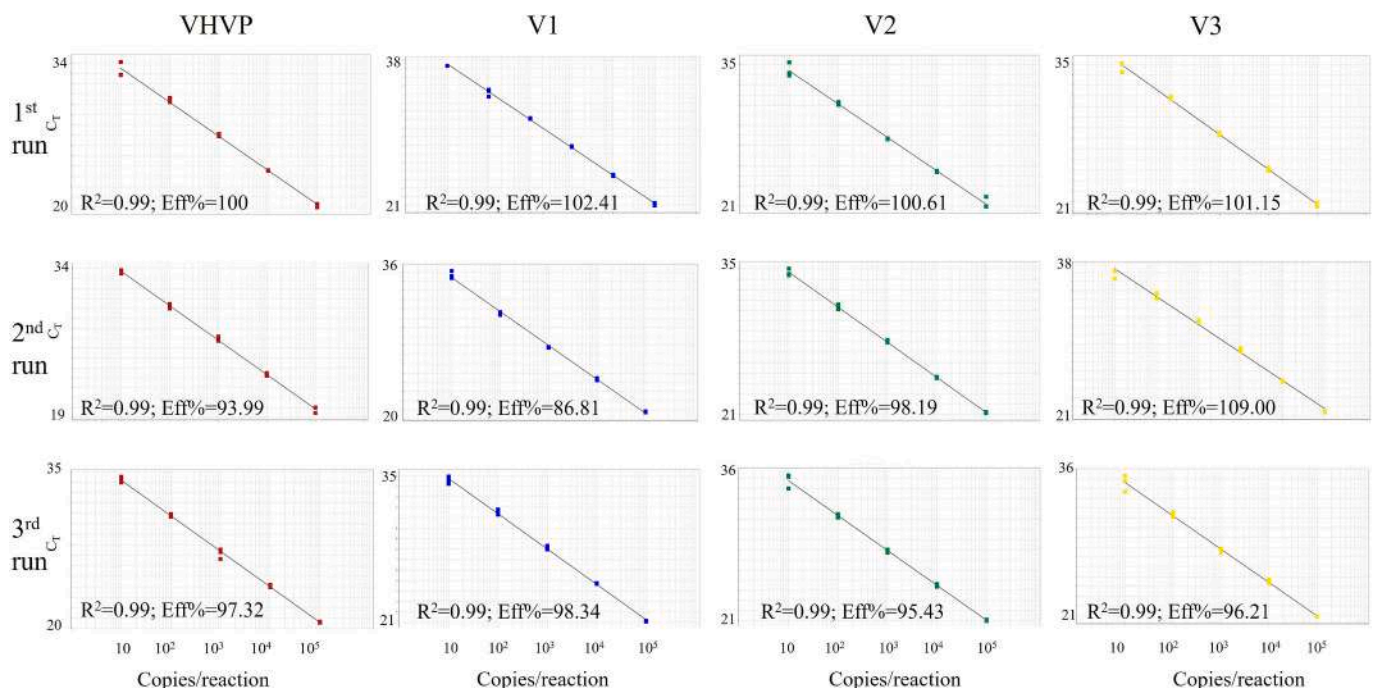 VHVP V1 V2 V3
1st run
C_T
34
20
R²=0.99; Eff%=100
38
21
R²=0.99; Eff%=102.41
35
21
R²=0.99; Eff%=100.61
35
21
R²=0.99; Eff%=101.15
2nd run
C_T
34
19
R²=0.99; Eff%=93.99
36
20
R²=0.99; Eff%=86.81
35
21
R²=0.99; Eff%=98.19
38
21
R²=0.99; Eff%=109.00
3rd run
C_T
35
20
R²=0.99; Eff%=97.32
35
21
R²=0.99; Eff%=98.34
36
21
R²=0.99; Eff%=95.43
36
21
R²=0.99; Eff%=96.21
10 10² 10³ 10⁴ 10⁵ 10 10² 10³ 10⁴ 10⁵ 10 10² 10³ 10⁴ 10⁵ 10 10² 10³ 10⁴ 10⁵
Copies/reaction Copies/reaction Copies/reaction Copies/reaction